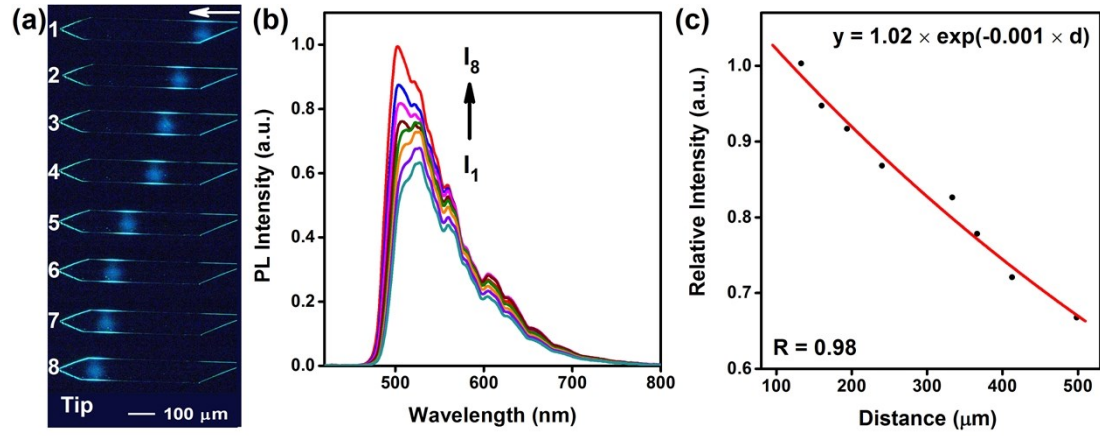 (a)
1
2
3
4
5
6
7
8
Tip
100 μm
(b)
PL Intensity (a.u.)
1.0
0.8
0.6
0.4
0.2
0.0
I₈
I₁
500 600 700 800
Wavelength (nm)
(c)
y = 1.02 × exp(-0.001 × d)
Relative Intensity (a.u.)
1.0
0.9
0.8
0.7
0.6
R = 0.98
100 200 300 400 500
Distance (μm)